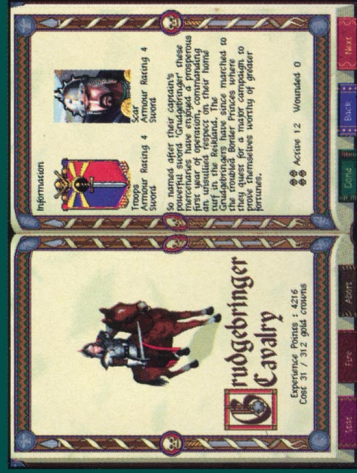 Grudgebringer
Cavalry
Experience Points : 4216
Cost 31 / 312 gold crowns
Information
Troops
Armour Rating 4
Sword
Scar
Armour Rating 4
Sword
So named after their captain's
powerful sword 'Grudgebringer' these
mercenaries have enjoyed a prosperous
first year of operation, commanding
an unsullied respect on their home
turf in the Reikland. The
Grudgebringers have since marched to
the troubled Border Princes where
they quest for a major campaign to
prove themselves worthy of greater
fortunes.
Active 12 Wounded 0
Fire
Abort
Done
Back
Next